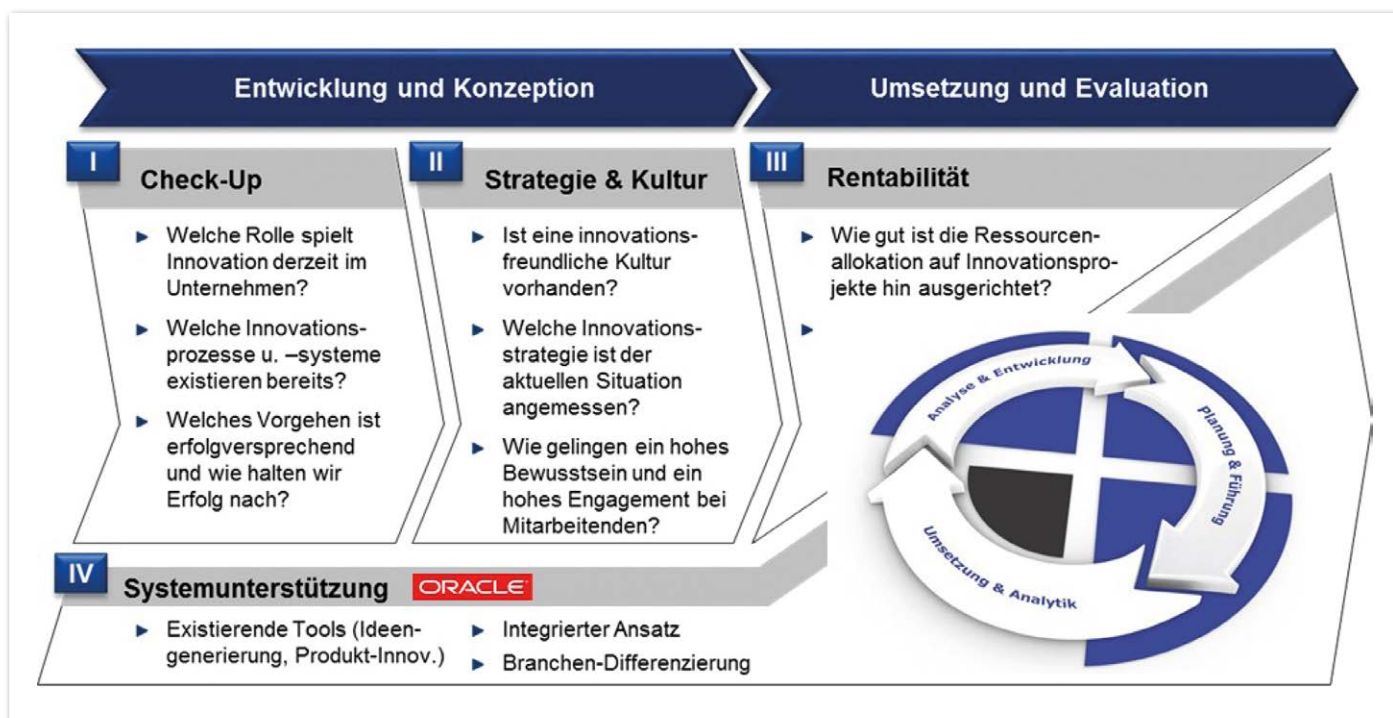 Entwicklung und Konzeption
Umsetzung und Evaluation
I
Check-Up
► Welche Rolle spielt
Innovation derzeit im
Unternehmen?
► Welche Innovations-
prozesse u. –systeme
existieren bereits?
► Welches Vorgehen ist
erfolgversprechend
und wie halten wir
Erfolg nach?
II
Strategie & Kultur
► Ist eine innovations-
freundliche Kultur
vorhanden?
► Welche Innovations-
strategie ist der
aktuellen Situation
angemessen?
► Wie gelingen ein hohes
Bewusstsein und ein
hohes Engagement bei
Mitarbeitenden?
III
Rentabilität
► Wie gut ist die Ressourcen-
allokation auf Innovationspro-
jekte hin ausgerichtet?
►
Analyse & Entwicklung
Planung & Führung
Umsetzung & Analytik
IV
Systemunterstützung
ORACLE
► Existierende Tools (Ideen-
generierung, Produkt-Innov.)
► Integrierter Ansatz
► Branchen-Differenzierung